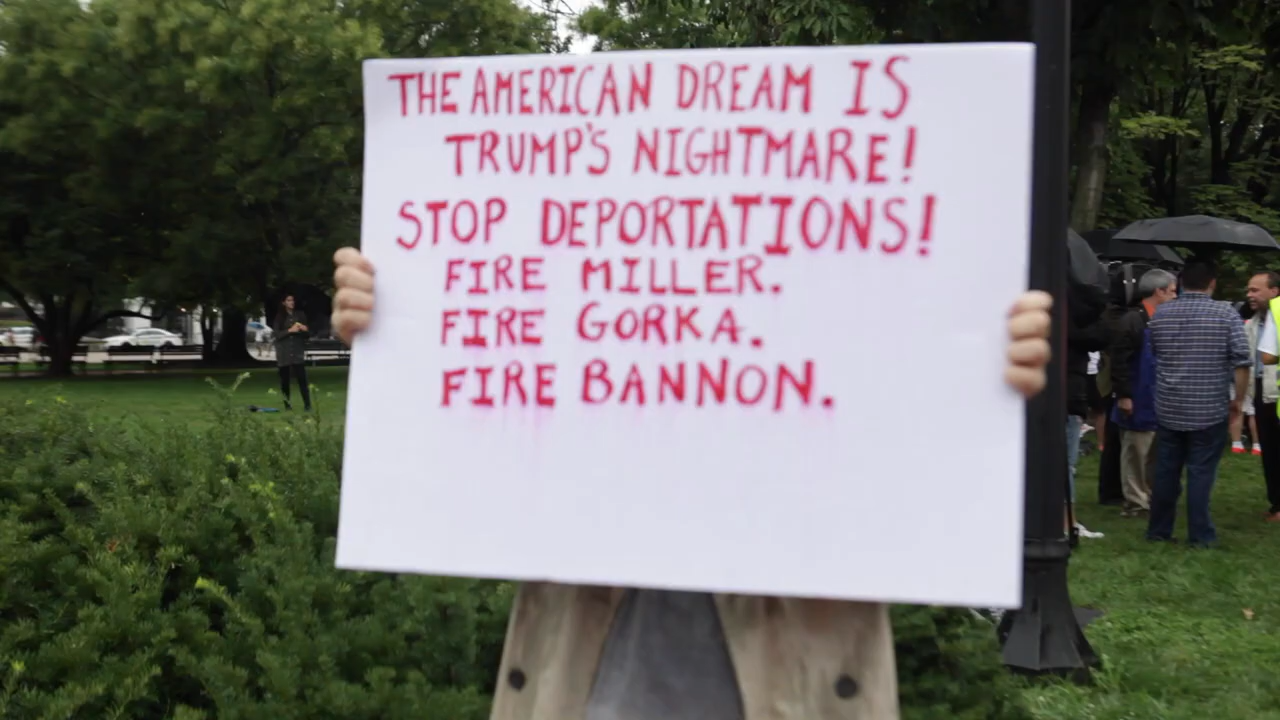 THE AMERICAN DREAM IS
TRUMP'S NIGHTMARE!
STOP DEPORTATIONS!
FIRE MILLER.
FIRE GORKA.
FIRE BANNON.